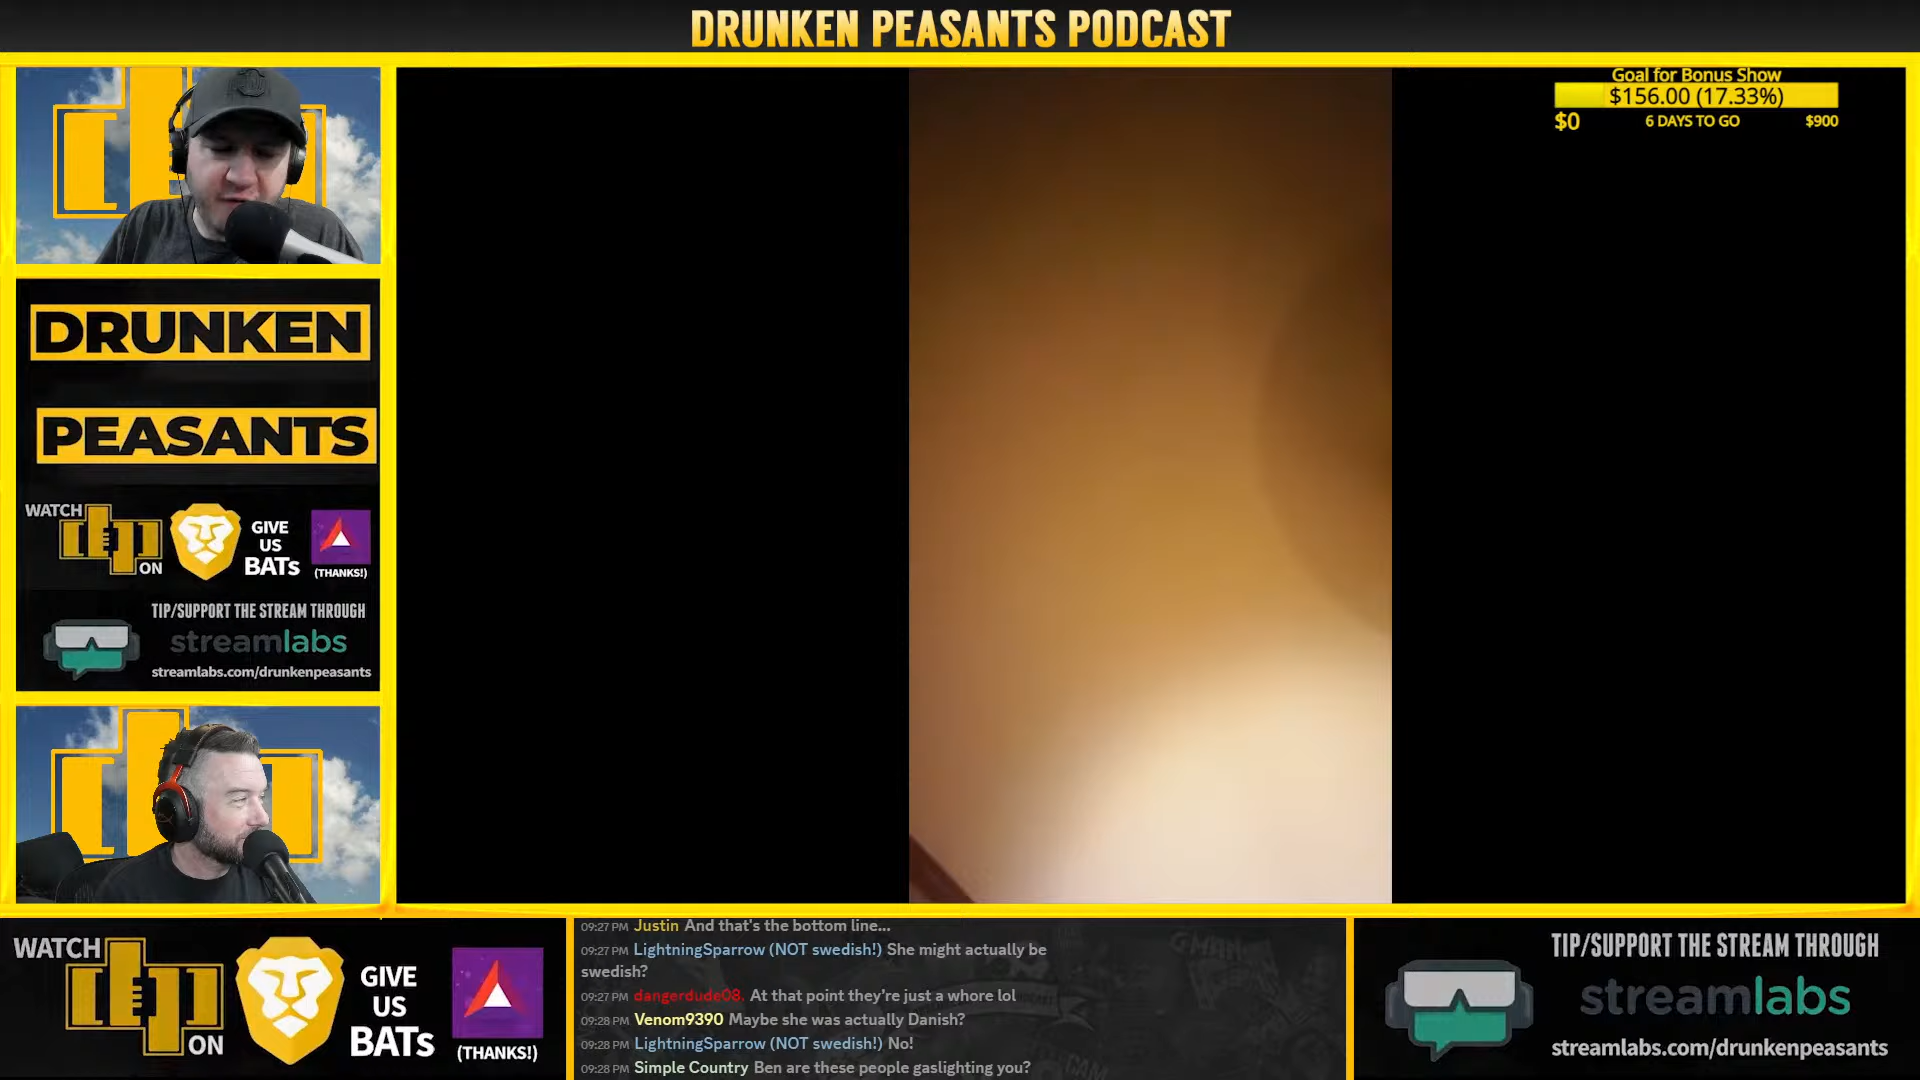 DRUNKEN PEASANTS PODCAST
Goal for Bonus Show
$156.00 (17.33%)
$0 6 DAYS TO GO $900
DRUNKEN
PEASANTS
WATCH
ON
GIVE
US
BATs
(THANKS!)
TIP/SUPPORT THE STREAM THROUGH
streamlabs
streamlabs.com/drunkenpeasants
WATCH
ON
GIVE
US
BATs
(THANKS!)
09:27 PM Justin And that's the bottom line...
09:27 PM LightningSparrow (NOT swedish!) She might actually be
swedish?
09:27 PM dangerdude08. At that point they're just a whore lol
09:28 PM Venom9390 Maybe she was actually Danish?
09:28 PM LightningSparrow (NOT swedish!) No!
09:28 PM Simple Country Ben are these people gaslighting you?
TIP/SUPPORT THE STREAM THROUGH
streamlabs
streamlabs.com/drunkenpeasants